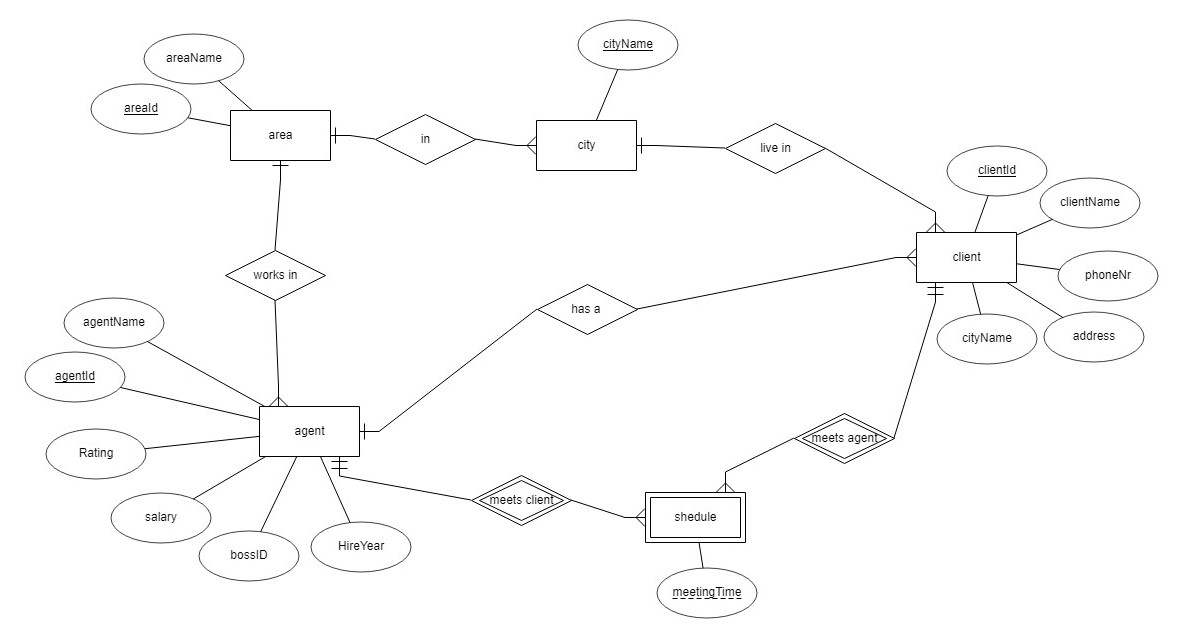 cityName
areaName
areaId
area
in
city
live in
clientId
clientName
client
phoneNr
works in
has a
agentName
cityName
address
agentId
agent
meets agent
Rating
meets client
salary
shedule
bossID
HireYear
meetingTime